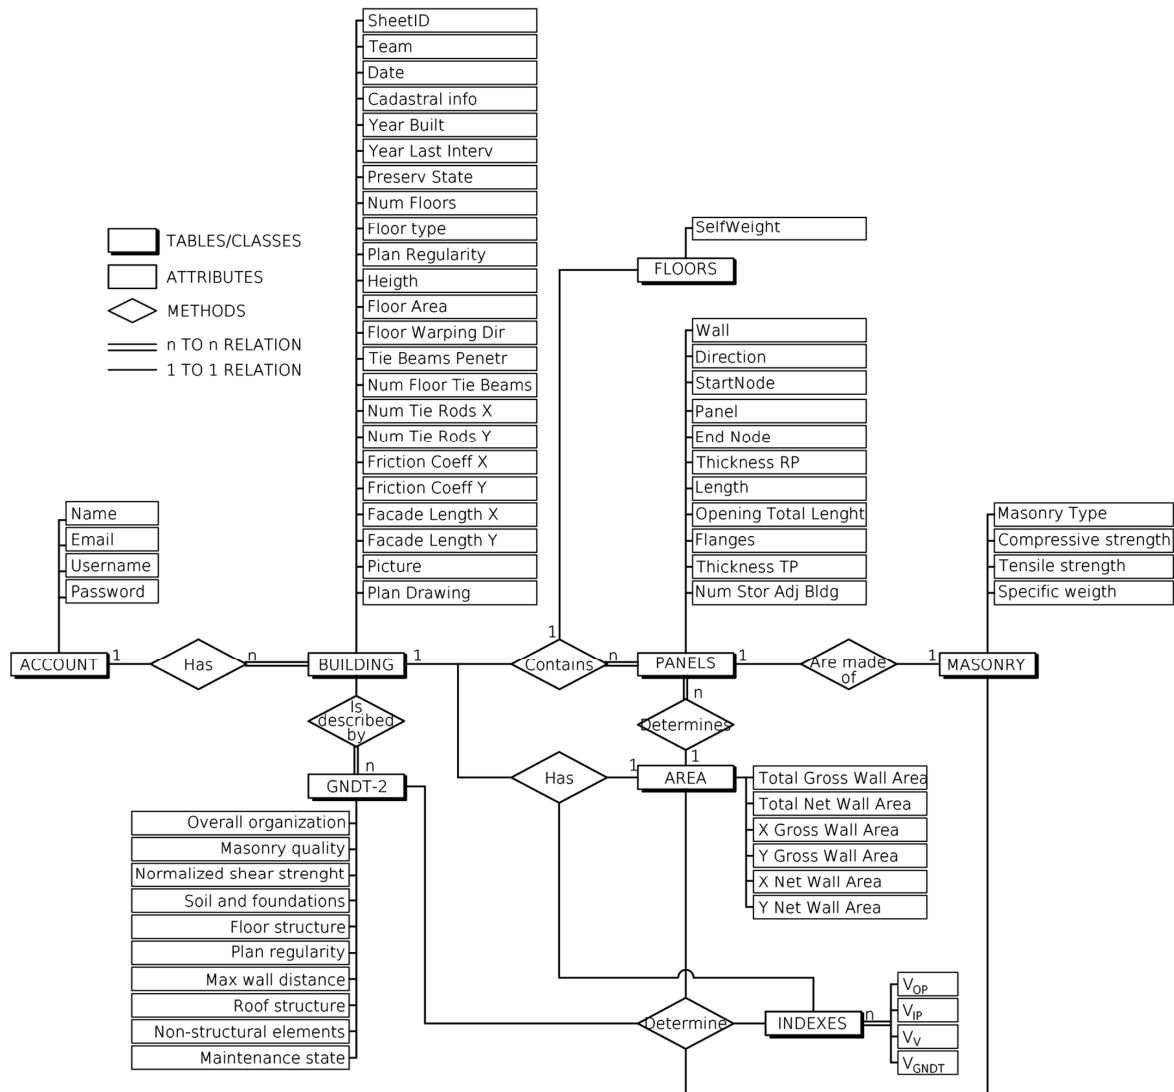 SheetID
Team
Date
Cadastral info
Year Built
Year Last Interv
Preserv State
Num Floors
Floor type
Plan Regularity
Heigth
Floor Area
Floor Warping Dir
Tie Beams Penetr
Num Floor Tie Beams
Num Tie Rods X
Num Tie Rods Y
Friction Coeff X
Friction Coeff Y
Facade Length X
Facade Length Y
Picture
Plan Drawing
TABLES/CLASSES
ATTRIBUTES
METHODS
n TO n RELATION
1 TO 1 RELATION
SelfWeight
FLOORS
Wall
Direction
StartNode
Panel
End Node
Thickness RP
Length
Opening Total Lenght
Flanges
Thickness TP
Num Stor Adj Bldg
Name
Email
Username
Password
Masonry Type
Compressive strength
Tensile strength
Specific weigth
ACCOUNT
1
Has
n
BUILDING
1
1
Contains
n
PANELS
1
Are made
of
1
MASONRY
Is
described
by
n
GNDT-2
n
Determines
1
Has
1
AREA
Total Gross Wall Area
Total Net Wall Area
X Gross Wall Area
Y Gross Wall Area
X Net Wall Area
Y Net Wall Area
Overall organization
Masonry quality
Normalized shear strenght
Soil and foundations
Floor structure
Plan regularity
Max wall distance
Roof structure
Non-structural elements
Maintenance state
Determine
INDEXES
n
VOP
VIP
VV
VGNDT